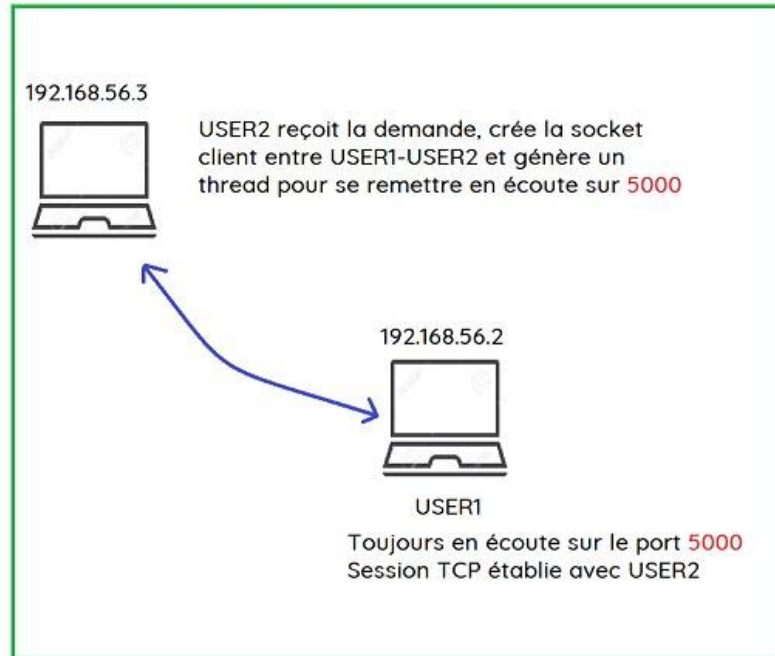 192.168.56.3
USER2 reçoit la demande, crée la socket
client entre USER1-USER2 et génère un
thread pour se remettre en écoute sur 5000
192.168.56.2
USER1
Toujours en écoute sur le port 5000
Session TCP établie avec USER2